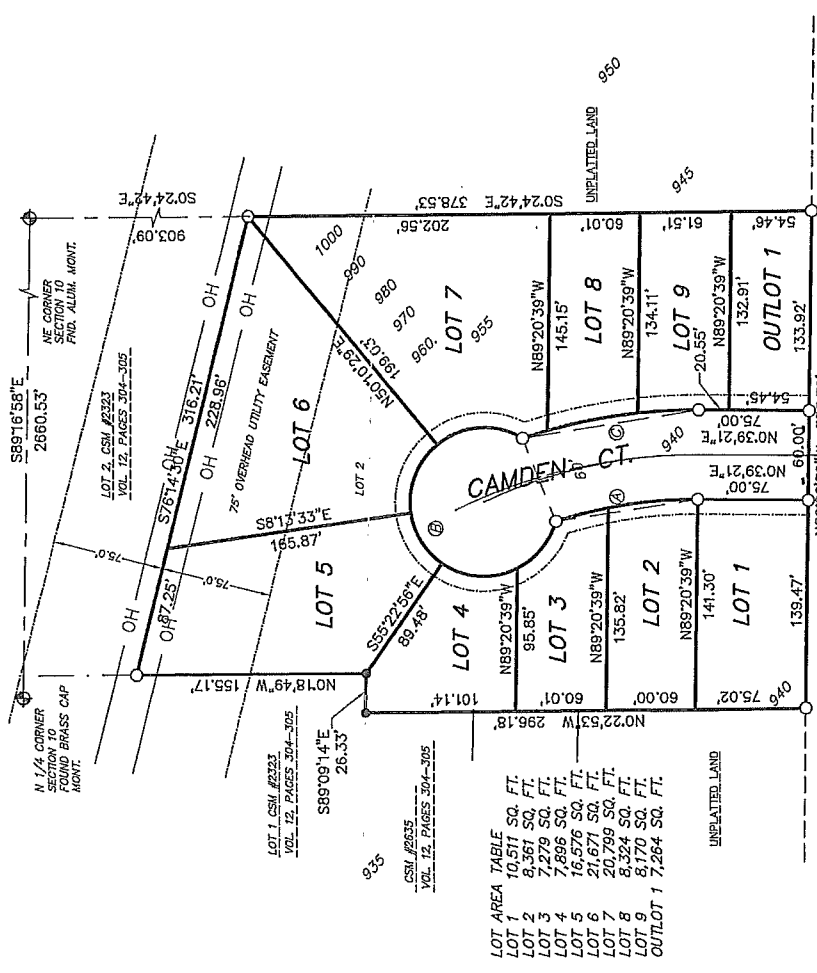 S89°16'58"E
2660.53'
N 1/4 CORNER
SECTION 10
FOUND BRASS CAP
MONT.
NE CORNER
SECTION 10
FND. ALUM. MONT.
LOT 2, CSM #2323
VOL. 12, PAGES 304-305
S0°24'42"E
903.09'
OH
OH
OH
OH
OH
OH
S76°14'30"E 316.21'
87.25'
228.96'
75.0'
75.0'
75' OVERHEAD UTILITY EASEMENT
LOT 6
LOT 2
LOT 5
S8°13'33"E
165.87'
N50°10'29"E
199.03'
1000
990
980
970
960.
955
950
945
LOT 7
202.56'
S0°24'42"E 378.53'
UNPLATTED LAND
155.17'
N0°18'49"W
LOT 1 CSM #2323
VOL. 12, PAGES 304-305
S89°09'14"E
26.33'
CSM #2635
VOL. 12, PAGES 304-305
935
S55°22'56"E
89.48'
B
CAMDEN CT.
60'
LOT 4
101.14'
N89°20'39"W
95.85'
LOT 3
60.01'
296.18'
N0°22'53"W
N89°20'39"W
135.82'
LOT 2
60.00'
N89°20'39"W
141.30'
LOT 1
75.02'
139.47'
940
A
C
940
N89°20'39"W
145.15'
LOT 8
60.01'
N89°20'39"W
134.11'
LOT 9
61.51'
20.55'
N89°20'39"W
132.91'
OUTLOT 1
54.46'
133.92'
54.45'
75.00'
N0°39'21"E
N0°39'21"E
75.00'
60.00'
UNPLATTED LAND
LOT AREA TABLE
LOT 1 10,511 SQ. FT.
LOT 2 8,361 SQ. FT.
LOT 3 7,279 SQ. FT.
LOT 4 7,896 SQ. FT.
LOT 5 16,576 SQ. FT.
LOT 6 21,671 SQ. FT.
LOT 7 20,799 SQ. FT.
LOT 8 8,324 SQ. FT.
LOT 9 8,170 SQ. FT.
OUTLOT 1 7,264 SQ. FT.